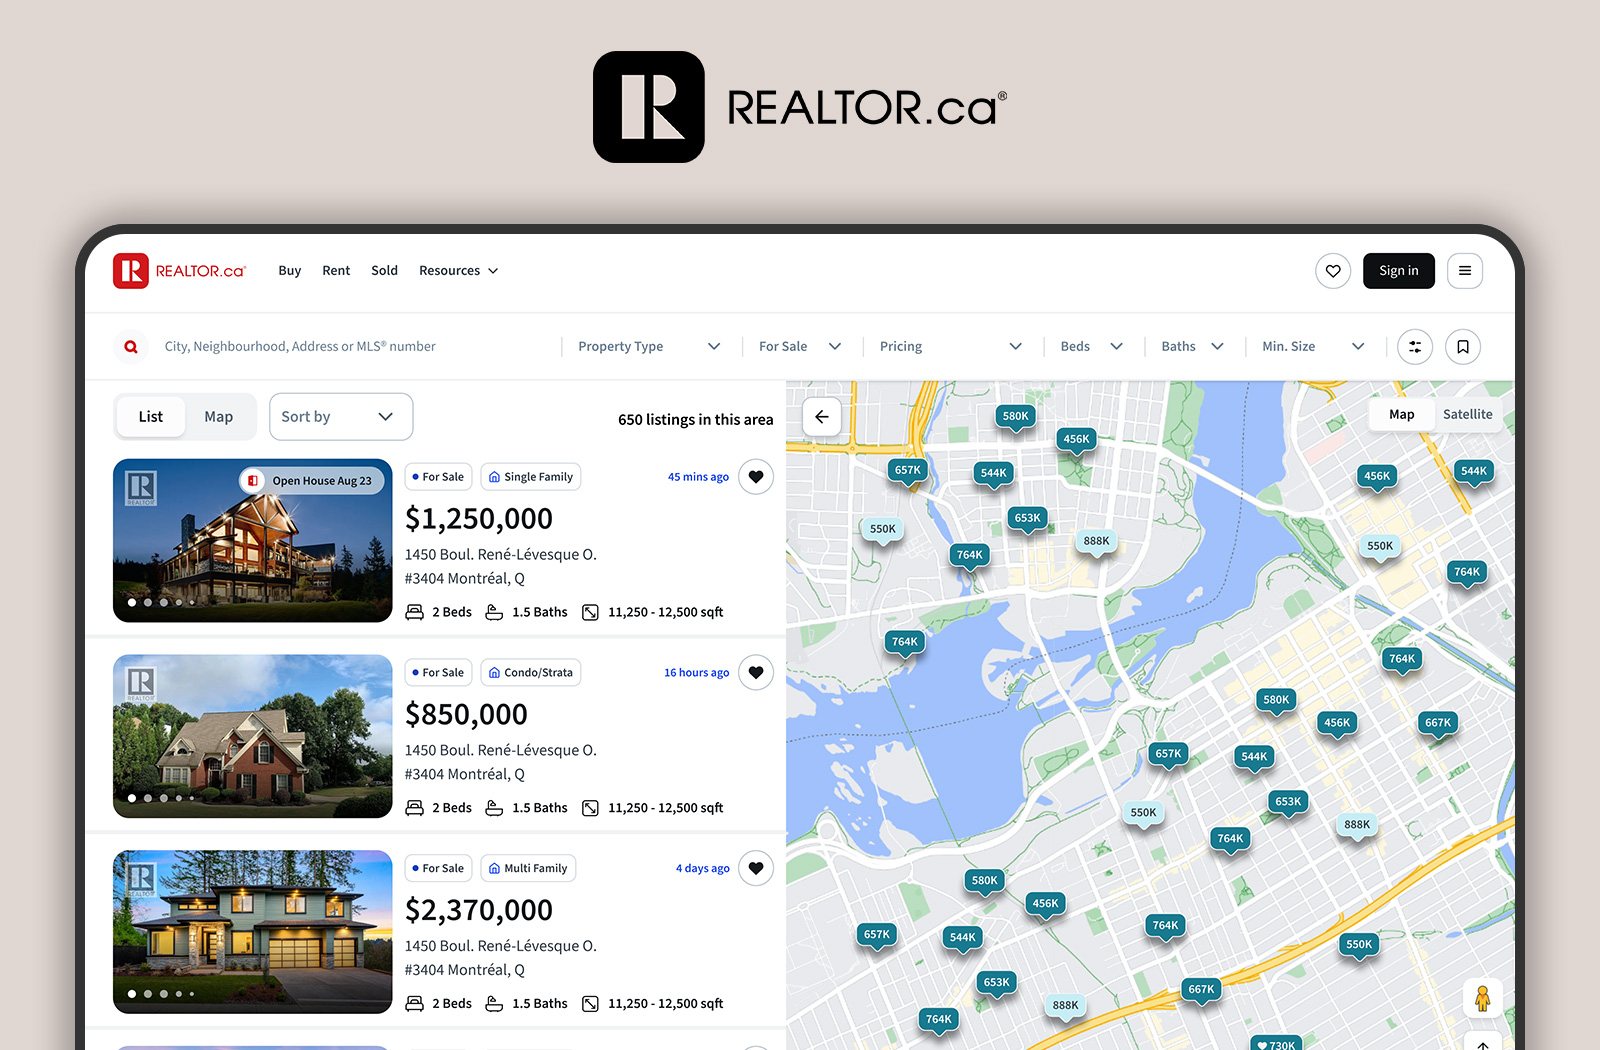 REALTOR.ca®
REALTOR.ca®
Buy Rent Sold Resources
Sign in
City, Neighbourhood, Address or MLS® number
Property Type
For Sale
Pricing
Beds
Baths
Min. Size
List Map
Sort by
650 listings in this area
REALTOR
Open House Aug 23
For Sale
Single Family
45 mins ago
$1,250,000
1450 Boul. René-Lévesque O.
#3404 Montréal, Q
2 Beds 1.5 Baths 11,250 - 12,500 sqft
REALTOR
For Sale
Condo/Strata
16 hours ago
$850,000
1450 Boul. René-Lévesque O.
#3404 Montréal, Q
2 Beds 1.5 Baths 11,250 - 12,500 sqft
REALTOR
For Sale
Multi Family
4 days ago
$2,370,000
1450 Boul. René-Lévesque O.
#3404 Montréal, Q
2 Beds 1.5 Baths 11,250 - 12,500 sqft
Map Satellite
580K
456K
657K
544K
456K
544K
653K
550K
888K
550K
764K
764K
764K
764K
580K
456K
667K
657K
544K
653K
550K
888K
764K
580K
456K
764K
657K
544K
550K
653K
667K
888K
764K
730K